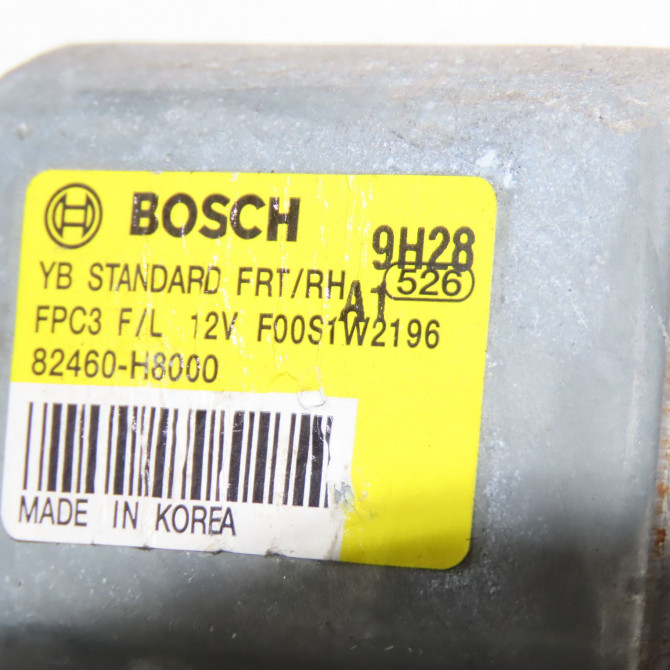 BOSCH
9H28
YB STANDARD FRT/RH A1 526
FPC3 F/L 12V F00S1W2196
82460-H8000
MADE IN KOREA